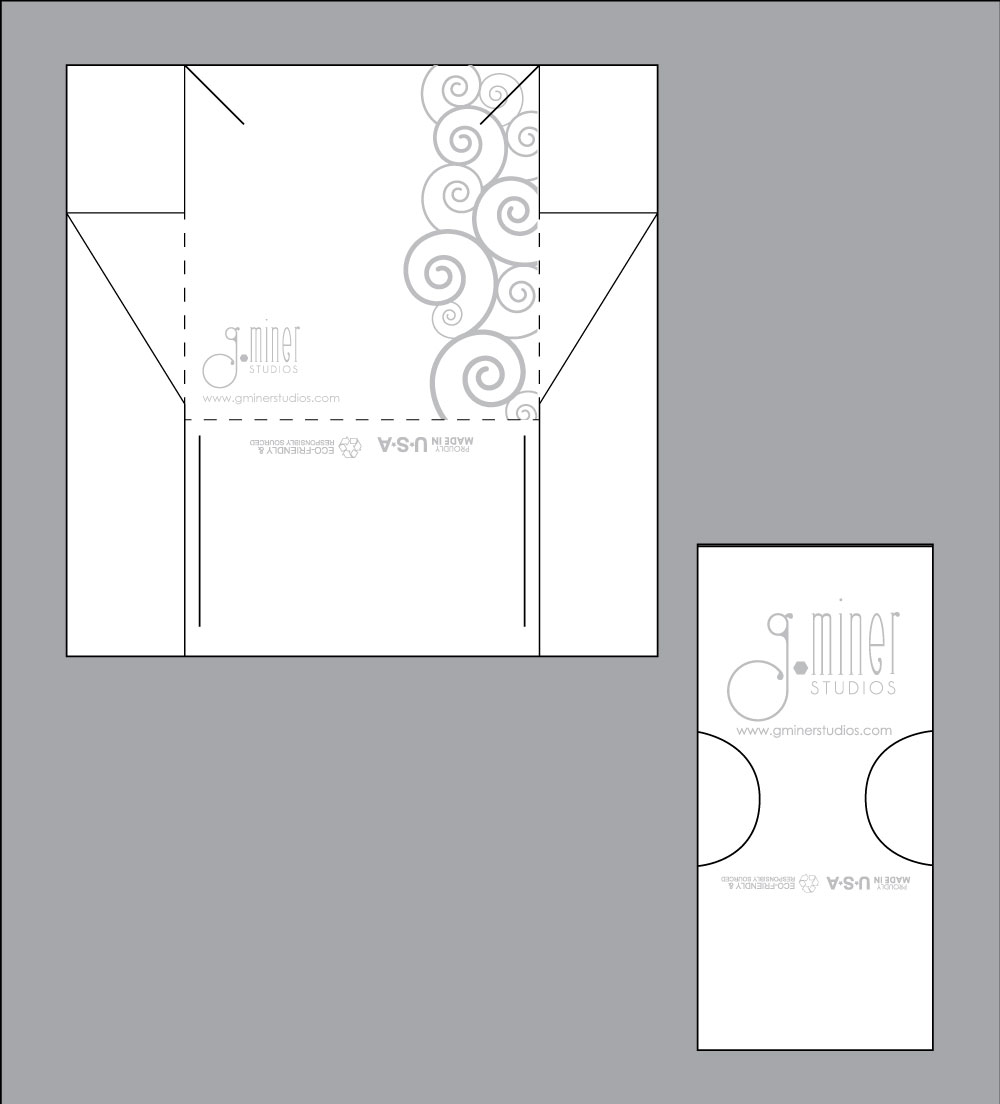 g.miner
STUDIOS
www.gminerstudios.com
PROUDLY
MADE IN U·S·A
ECO-FRIENDLY &
RESPONSIBLY SOURCED
g.miner
STUDIOS
www.gminerstudios.com
PROUDLY
MADE IN U·S·A
ECO-FRIENDLY &
RESPONSIBLY SOURCED